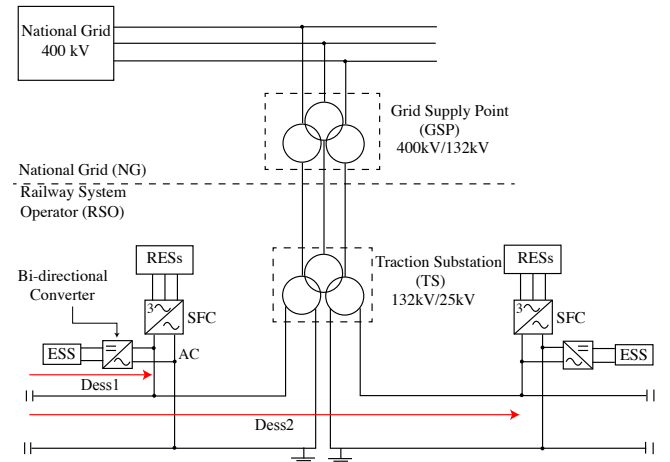 National Grid
400 kV
Grid Supply Point
(GSP)
400kV/132kV
National Grid (NG)
Railway System
Operator (RSO)
RESs
RESs
Traction Substation
(TS)
132kV/25kV
Bi-directional
Converter
3
SFC
3
SFC
ESS
AC
ESS
Dess1
Dess2